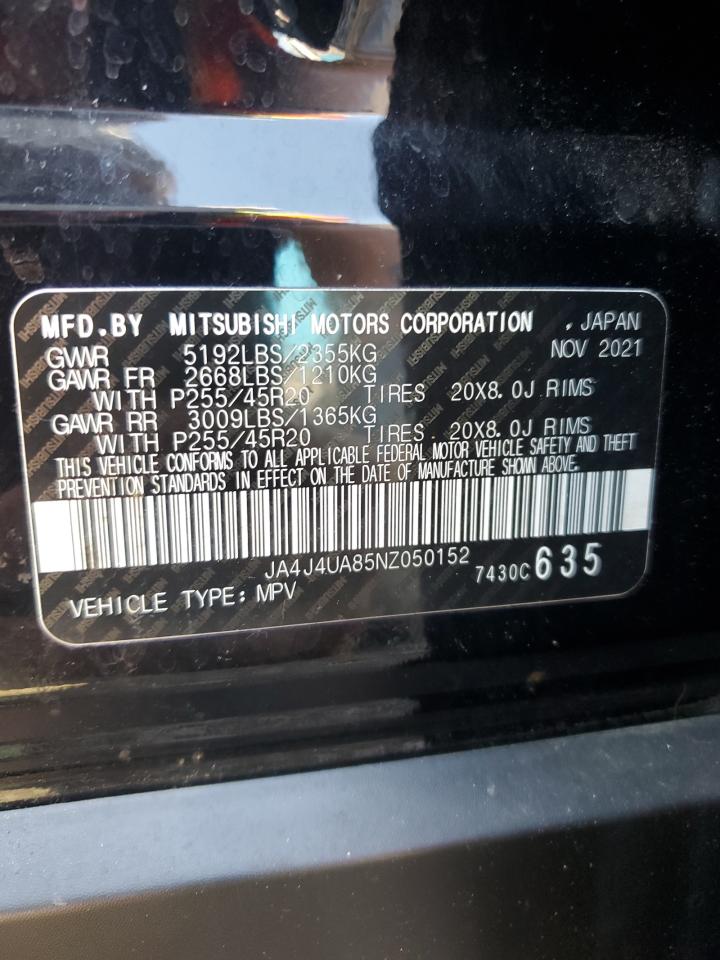 MFD.BY MITSUBISHI MOTORS CORPORATION , JAPAN
GWWR 5192LBS/2355KG NOV 2021
GAWR FR 2668LBS/1210KG
WITH P255/45R20 TIRES 20X8.0J RIMS
GAWR RR 3009LBS/1365KG
WITH P255/45R20 TIRES 20X8.0J RIMS
THIS VEHICLE CONFORMS TO ALL APPLICABLE FEDERAL MOTOR VEHICLE SAFETY AND THEFT
PREVENTION STANDARDS IN EFFECT ON THE DATE OF MANUFACTURE SHOWN ABOVE.
JA4J4UA85NZ050152 7430C635
VEHICLE TYPE: MPV